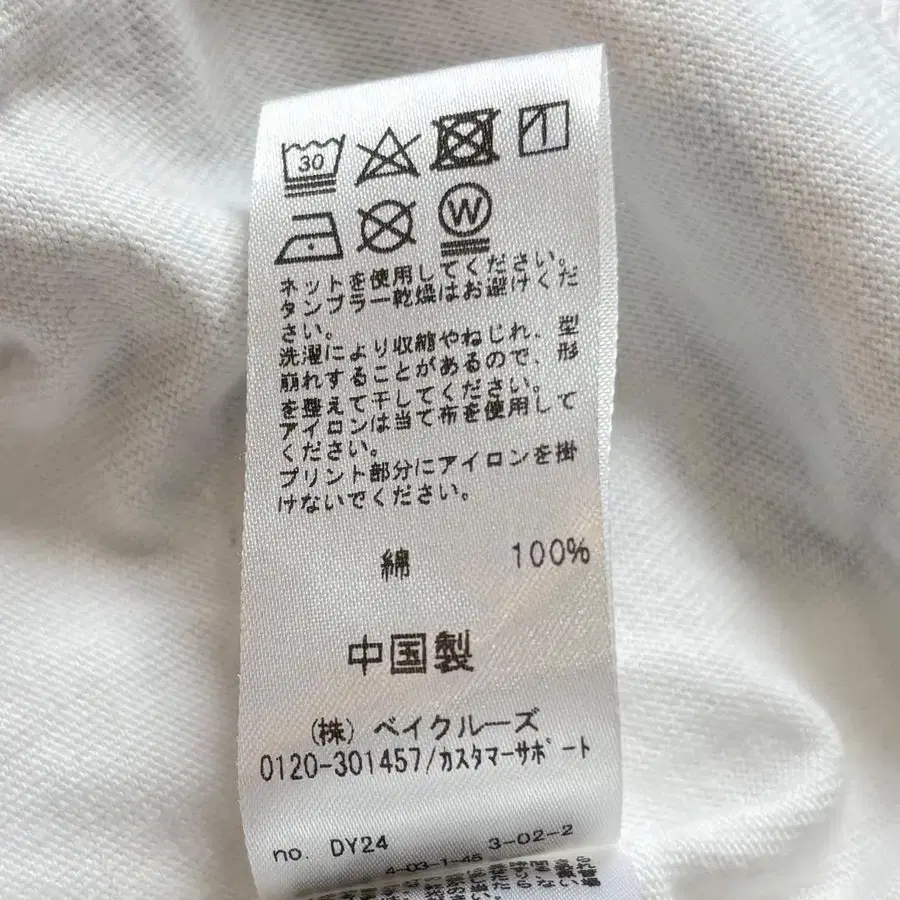 30
W
ネットを使用してください。
タンブラー乾燥はお避けくだ
さい。
洗濯により収縮やねじれ、型
崩れすることがあるので、形
を整えて干してください。
アイロンは当て布を使用して
ください。
プリント部分にアイロンを掛
けないでください。
綿 100%
中国製
(株) ベイクルーズ
0120-301457/カスタマーサポート
no. DY24 3-02-2
4-03-1-45